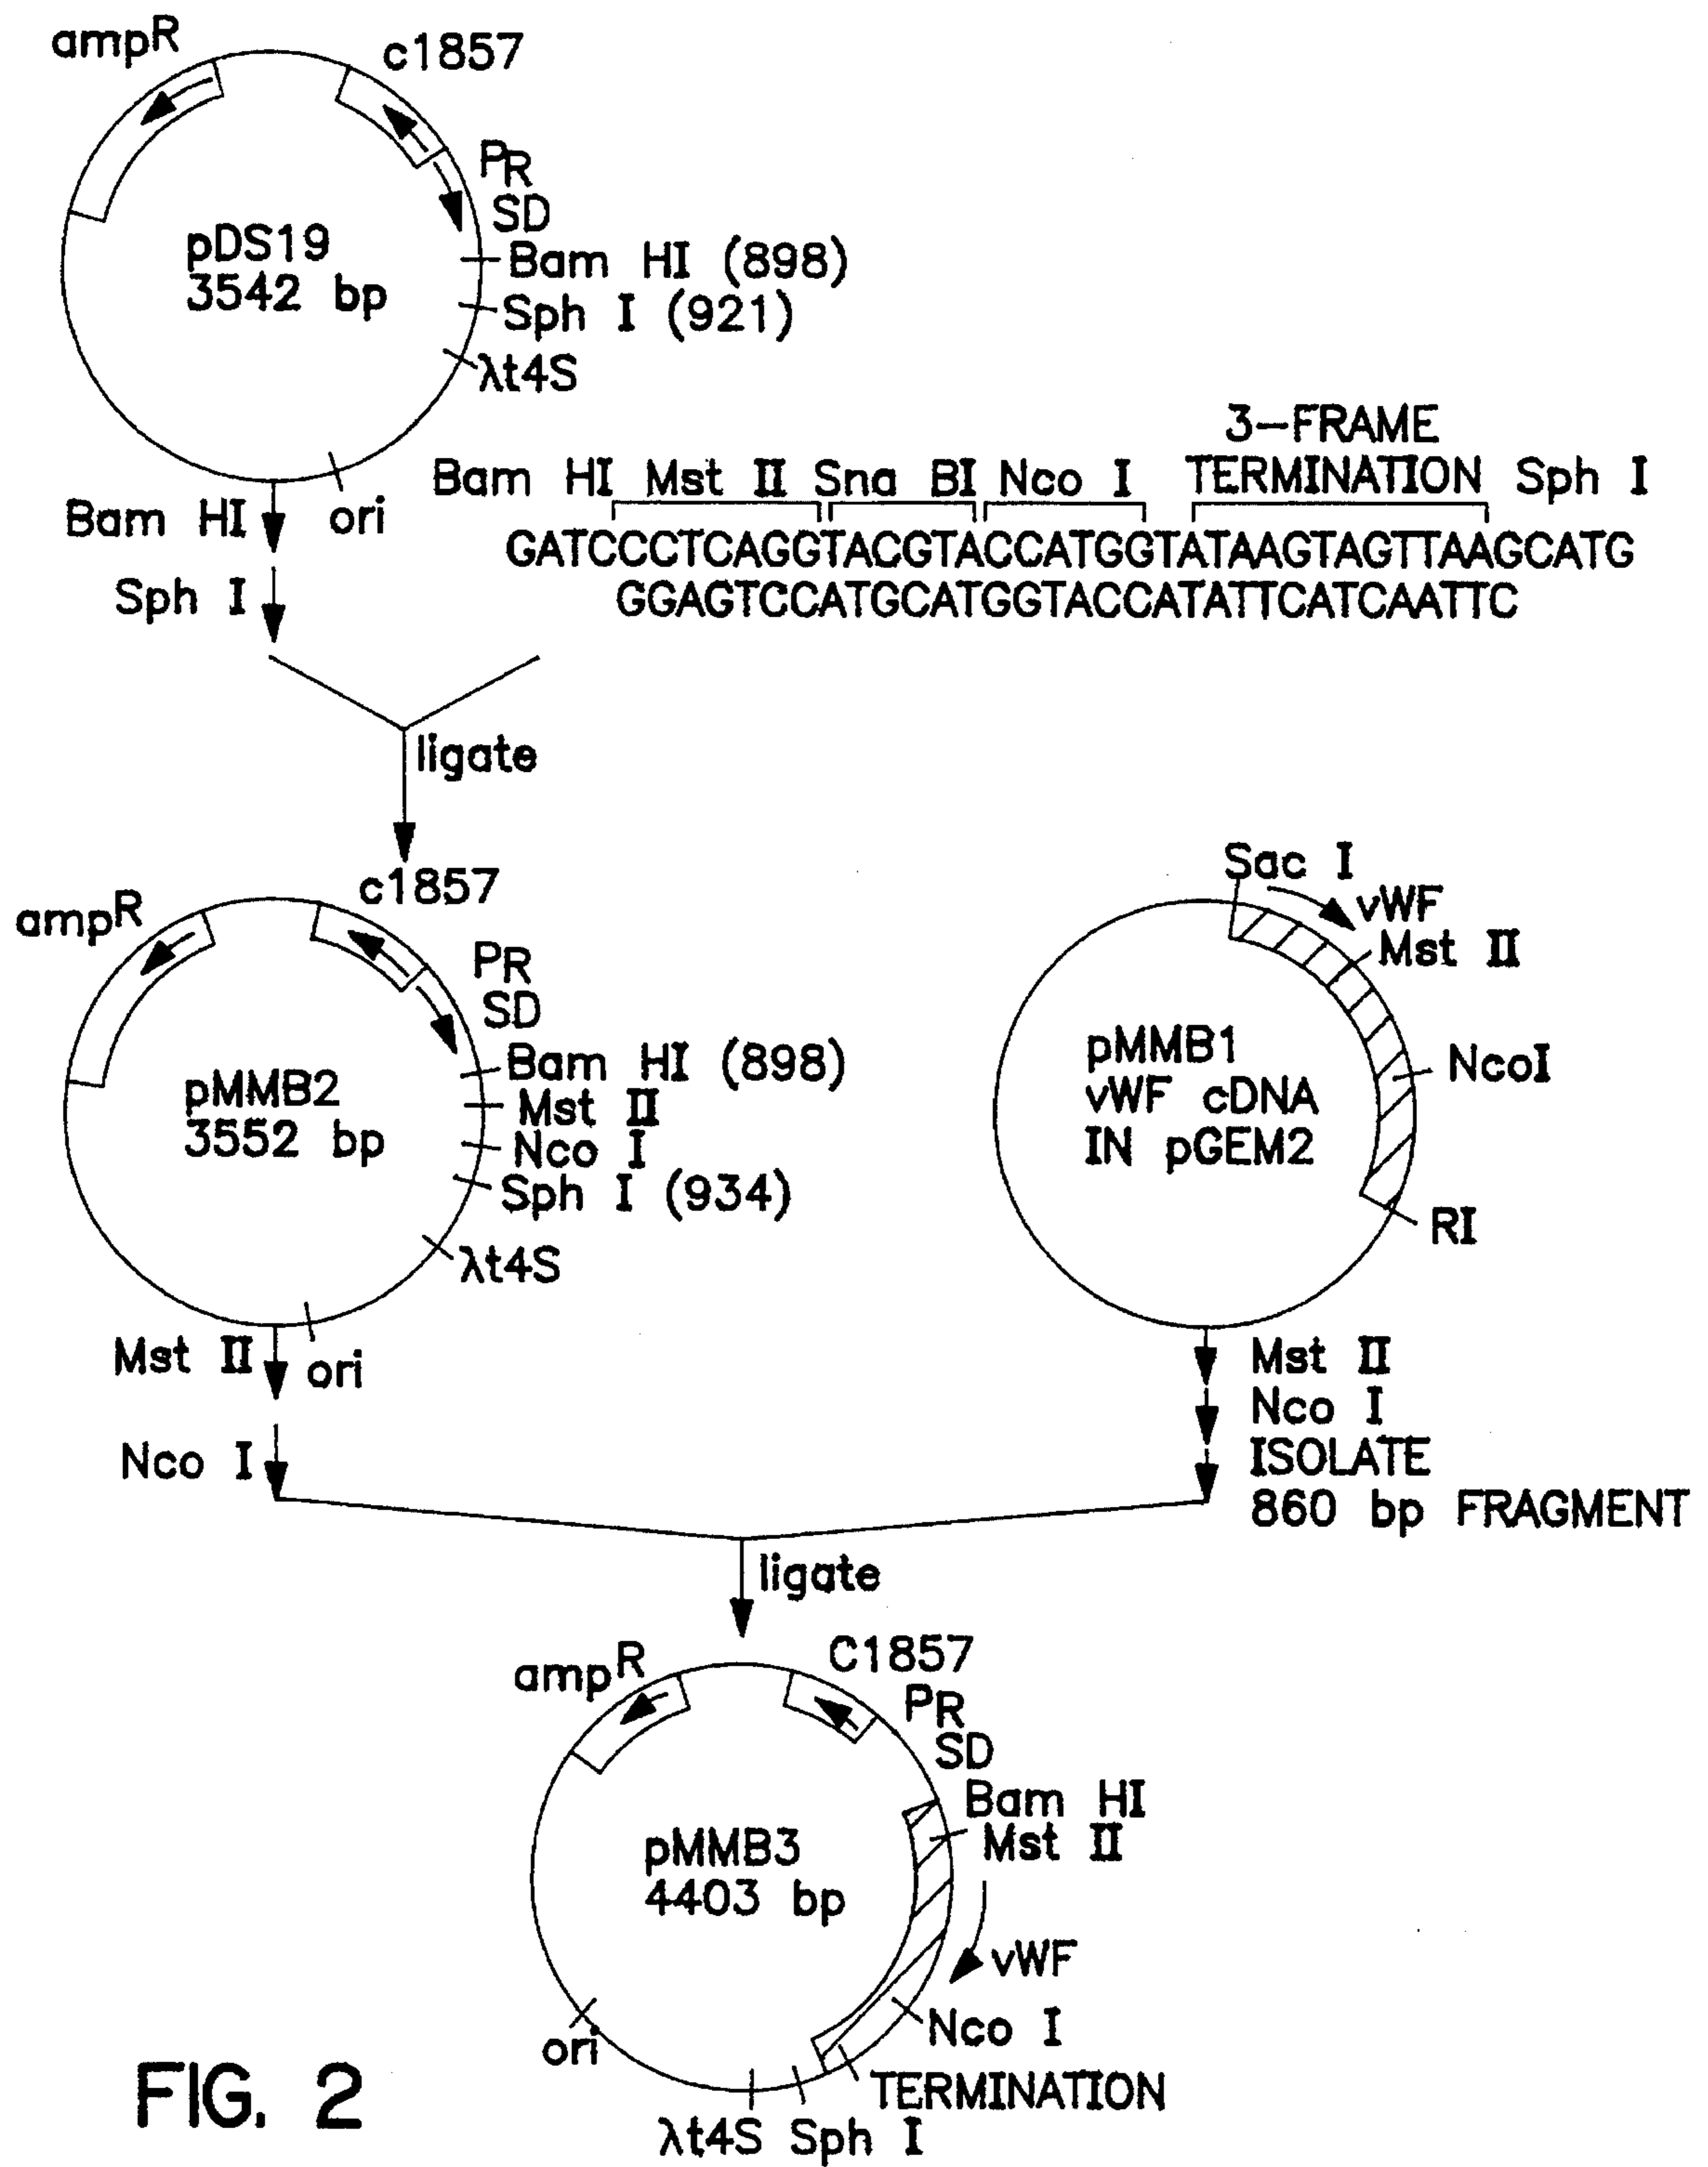 ampR
c1857
PR
SD
pDS19
3542 bp
Bam HI (898)
Sph I (921)
λt4S
ori
Bam HI
Sph I
3-FRAME
Bam HI Mst II Sna BI Nco I TERMINATION Sph I
GATCCCTCAGGTACGTACCATGGTATAAGTAGTTAAGCATG
GGAGTCCATGCATGGTACCATATTCATCAATTC
ligate
ampR
c1857
PR
SD
pMMB2
3552 bp
Bam HI (898)
Mst II
Nco I
Sph I (934)
λt4S
ori
Mst II
Nco I
Sac I
vWF
Mst II
pMMB1
vWF cDNA
IN pGEM2
NcoI
RI
Mst II
Nco I
ISOLATE
860 bp FRAGMENT
ligate
ampR
C1857
PR
SD
Bam HI
Mst II
pMMB3
4403 bp
vWF
Nco I
TERMINATION
ori
λt4S Sph I
FIG. 2